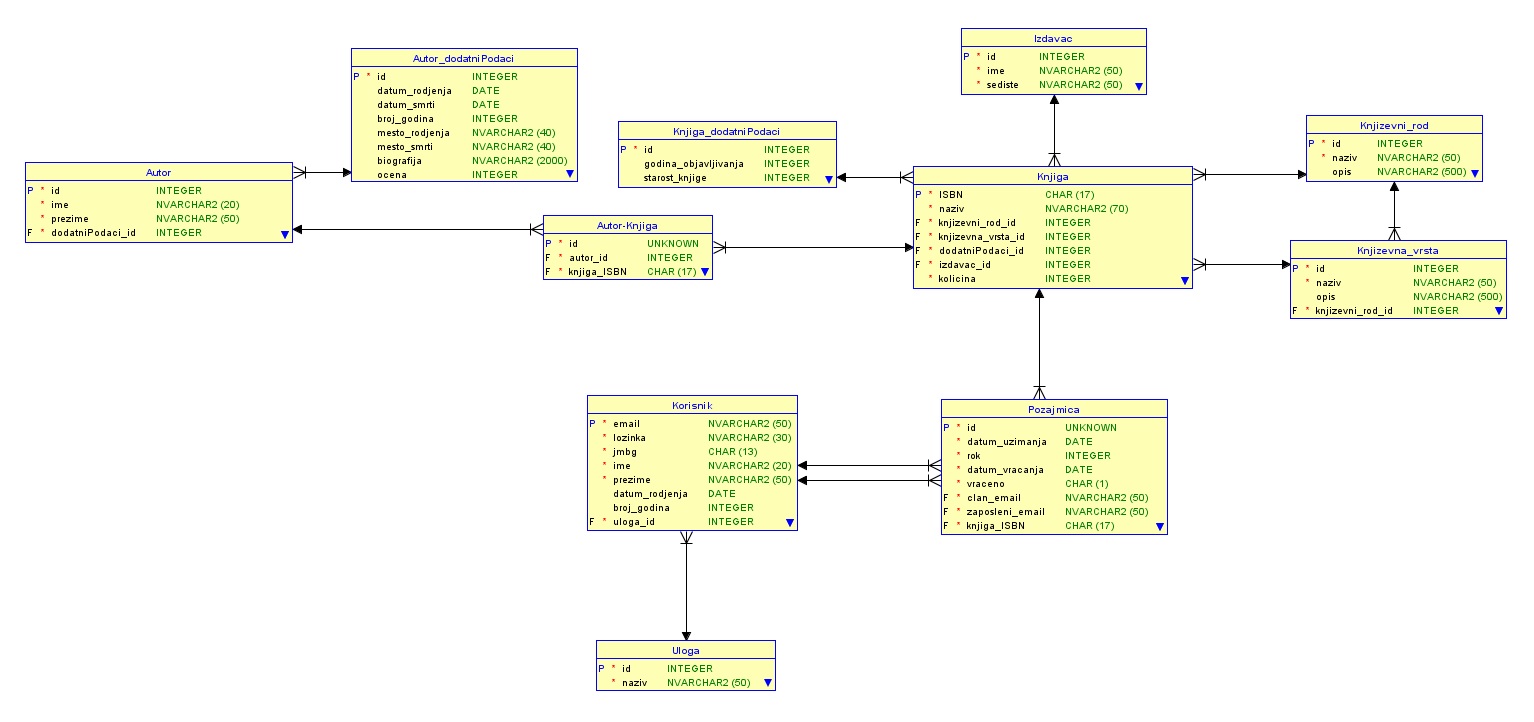 Izdavac
P * id INTEGER
* ime NVARCHAR2 (50)
* sediste NVARCHAR2 (50)
Autor_dodatniPodaci
P * id INTEGER
datum_rodjenja DATE
datum_smrti DATE
broj_godina INTEGER
mesto_rodjenja NVARCHAR2 (40)
mesto_smrti NVARCHAR2 (40)
biografija NVARCHAR2 (2000)
ocena INTEGER
Knjiga_dodatniPodaci
P * id INTEGER
godina_objavljivanja INTEGER
starost_knjige INTEGER
Knjizevni_rod
P * id INTEGER
* naziv NVARCHAR2 (50)
opis NVARCHAR2 (500)
Autor
P * id INTEGER
* ime NVARCHAR2 (20)
* prezime NVARCHAR2 (50)
F * dodatniPodaci_id INTEGER
Knjiga
P * ISBN CHAR (17)
* naziv NVARCHAR2 (70)
F * knjizevni_rod_id INTEGER
F * knjizevna_vrsta_id INTEGER
F * dodatniPodaci_id INTEGER
F * izdavac_id INTEGER
* kolicina INTEGER
Autor-Knjiga
P * id UNKNOWN
F * autor_id INTEGER
F * knjiga_ISBN CHAR (17)
Knjizevna_vrsta
P * id INTEGER
* naziv NVARCHAR2 (50)
opis NVARCHAR2 (500)
F * knjizevni_rod_id INTEGER
Korisnik
P * email NVARCHAR2 (50)
* lozinka NVARCHAR2 (30)
* jmbg CHAR (13)
* ime NVARCHAR2 (20)
* prezime NVARCHAR2 (50)
datum_rodjenja DATE
broj_godina INTEGER
F * uloga_id INTEGER
Pozajmica
P * id UNKNOWN
* datum_uzimanja DATE
* rok INTEGER
* datum_vracanja DATE
* vraceno CHAR (1)
F * clan_email NVARCHAR2 (50)
F * zaposleni_email NVARCHAR2 (50)
F * knjiga_ISBN CHAR (17)
Uloga
P * id INTEGER
* naziv NVARCHAR2 (50)